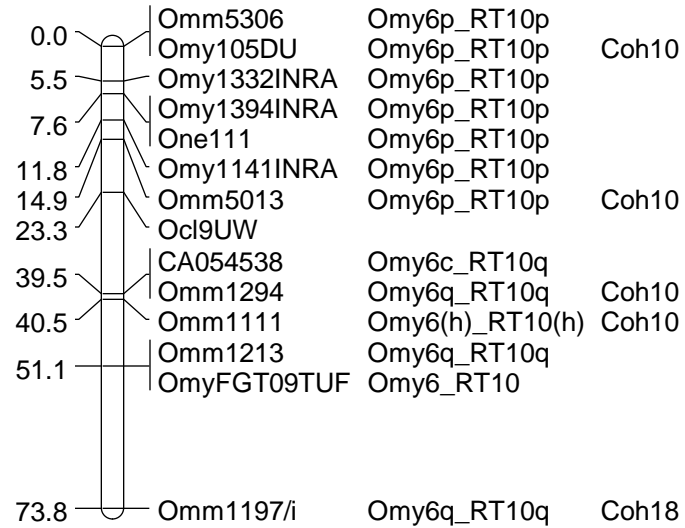 0.0 Omm5306 Omy6p_RT10p
Omy105DU Omy6p_RT10p Coh10
5.5 Omy1332INRA Omy6p_RT10p
7.6 Omy1394INRA Omy6p_RT10p
One111 Omy6p_RT10p
11.8 Omy1141INRA Omy6p_RT10p
14.9 Omm5013 Omy6p_RT10p Coh10
23.3 Ocl9UW
39.5 CA054538 Omy6c_RT10q
Omm1294 Omy6q_RT10q Coh10
40.5 Omm1111 Omy6(h)_RT10(h) Coh10
51.1 Omm1213 Omy6q_RT10q
OmyFGT09TUF Omy6_RT10
73.8 Omm1197/i Omy6q_RT10q Coh18